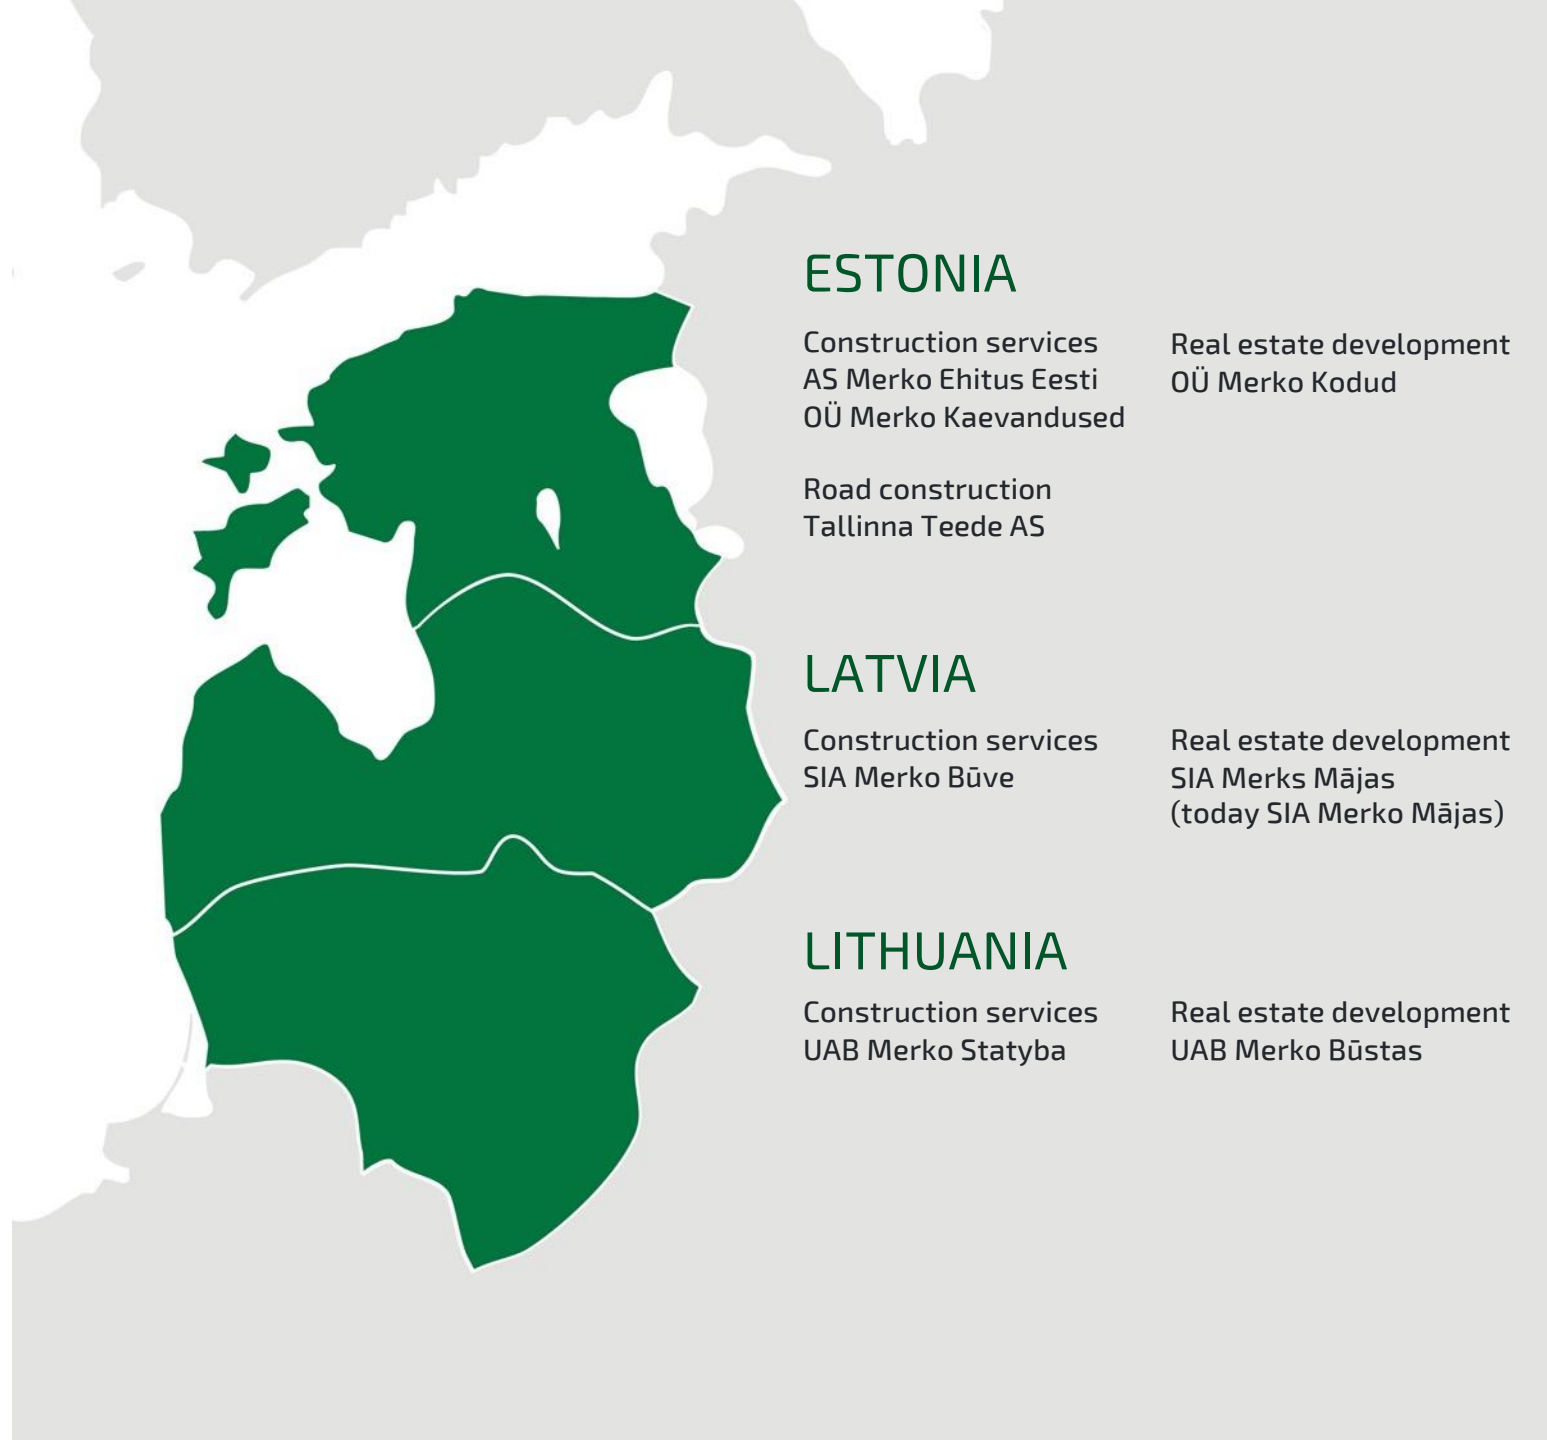 ESTONIA
Construction services
AS Merko Ehitus Eesti
OÜ Merko Kaevandused
Road construction
Tallinna Teede AS
Real estate development
OÜ Merko Kodud
LATVIA
Construction services
SIA Merko Būve
Real estate development
SIA Merks Mājas
(today SIA Merko Mājas)
LITHUANIA
Construction services
UAB Merko Statyba
Real estate development
UAB Merko Būstas